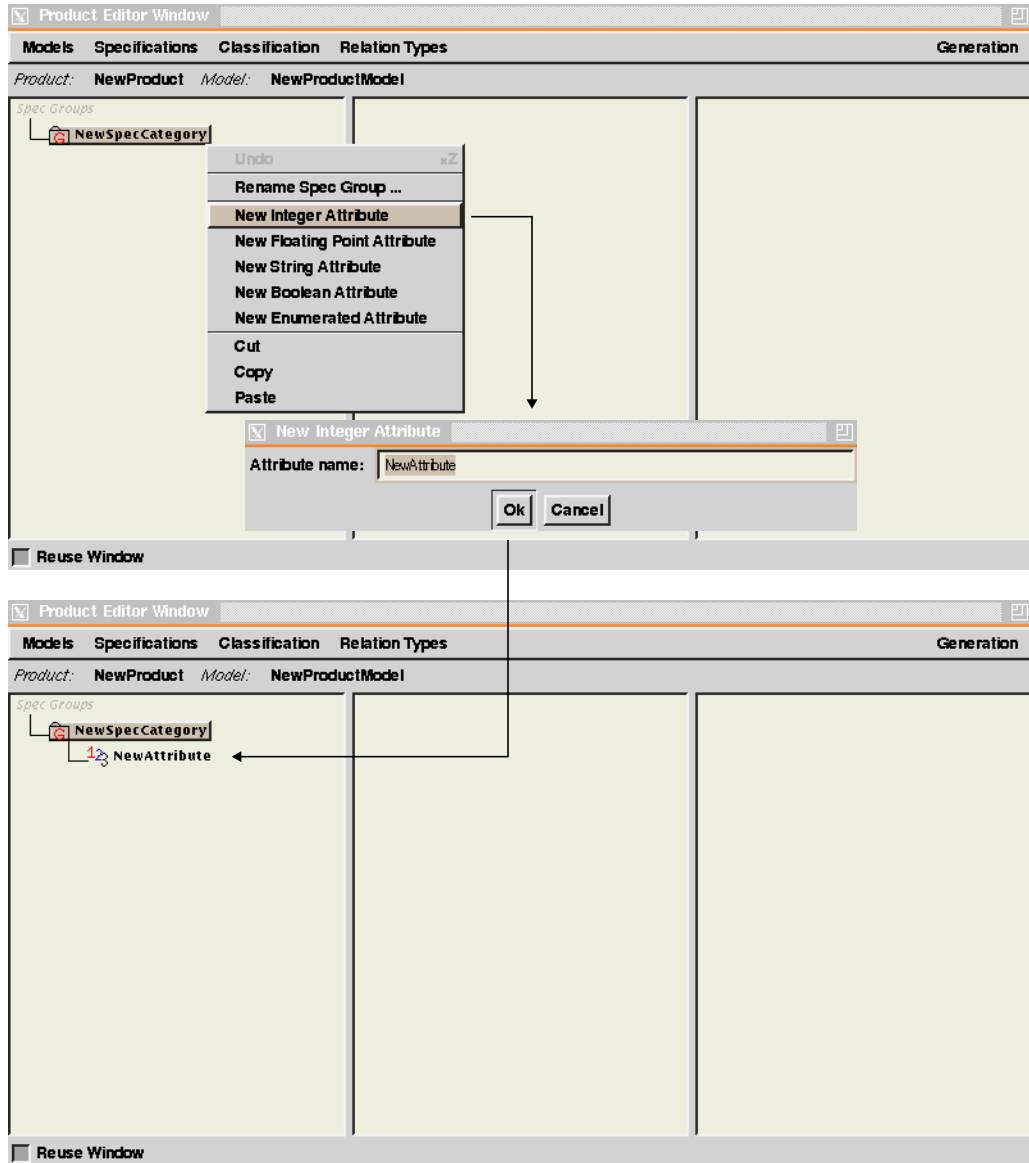 Product Editor Window
Models Specifications Classification Relation Types Generation
Product: NewProduct Model: NewProductModel
Spec Groups
G NewSpecCategory
Undo xZ
Rename Spec Group ...
New Integer Attribute
New Floating Point Attribute
New String Attribute
New Boolean Attribute
New Enumerated Attribute
Cut
Copy
Paste
New Integer Attribute
Attribute name: NewAttribute
Ok Cancel
Reuse Window
Product Editor Window
Models Specifications Classification Relation Types Generation
Product: NewProduct Model: NewProductModel
Spec Groups
G NewSpecCategory
123 NewAttribute
Reuse Window